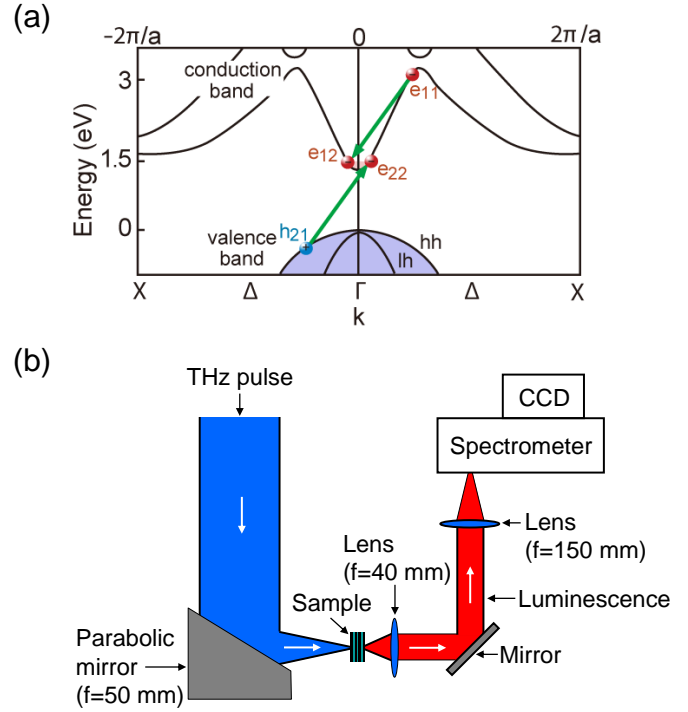 (a)
-2π/a 0 2π/a
conduction
band
3
e11
Energy (eV)
1.5
e12
e22
0
valence
band
h21
hh
lh
X Δ Γ Δ X
k
(b)
THz pulse
CCD
Spectrometer
Lens
(f=150 mm)
Lens
(f=40 mm)
Sample
Luminescence
Parabolic
mirror
(f=50 mm)
Mirror